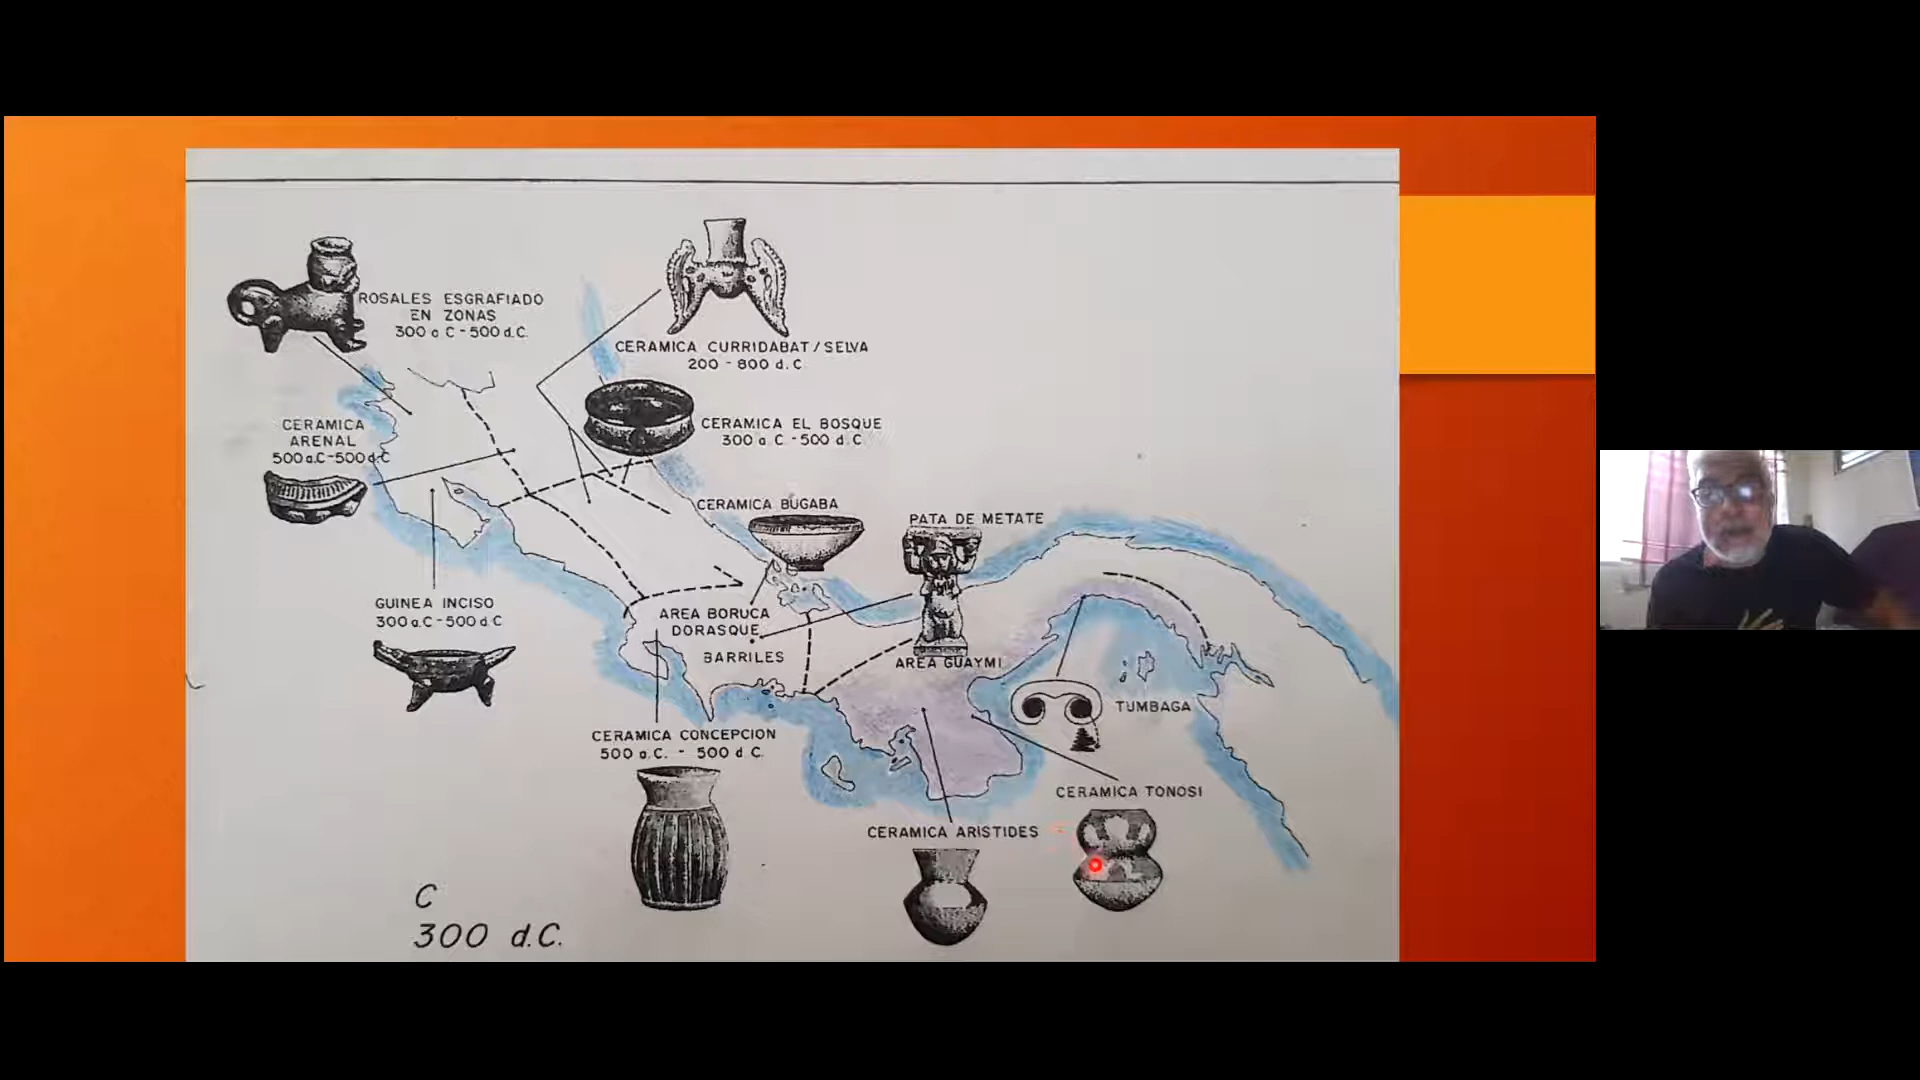 ROSALES ESGRAFIADO
EN ZONAS
300 a C - 500 d.C.
CERAMICA CURRIDABAT / SELVA
200 - 800 d. C
CERAMICA
ARENAL
500 a.C - 500 d.C
CERAMICA EL BOSQUE
300 a. C. - 500 d. C
CERAMICA BUGABA
PATA DE METATE
GUINEA INCISO
300 a.C - 500 d C
AREA BORUCA
DORASQUE
BARRILES
AREA GUAYMI
TUMBAGA
CERAMICA CONCEPCION
500 a.C. - 500 d C.
CERAMICA TONOSI
CERAMICA ARISTIDES
C
300 d.C.